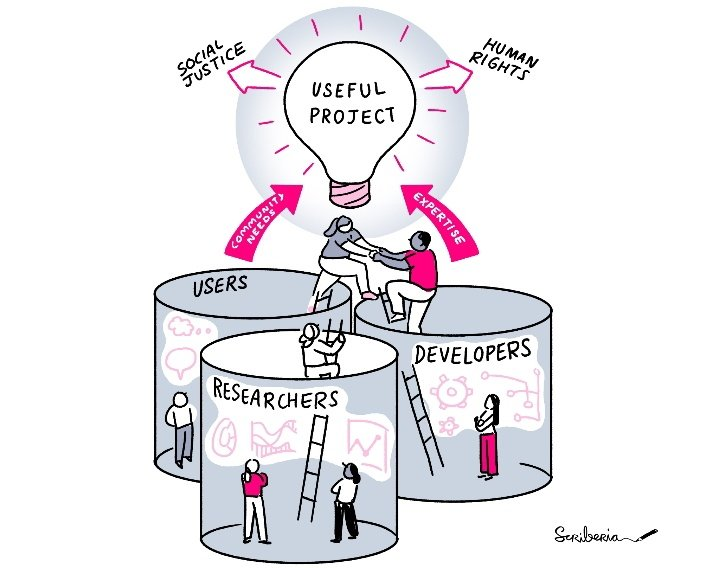 SOCIAL
JUSTICE
HUMAN
RIGHTS
USEFUL
PROJECT
COMMUNITY
NEEDS
EXPERTISE
USERS
DEVELOPERS
RESEARCHERS
Scriberia